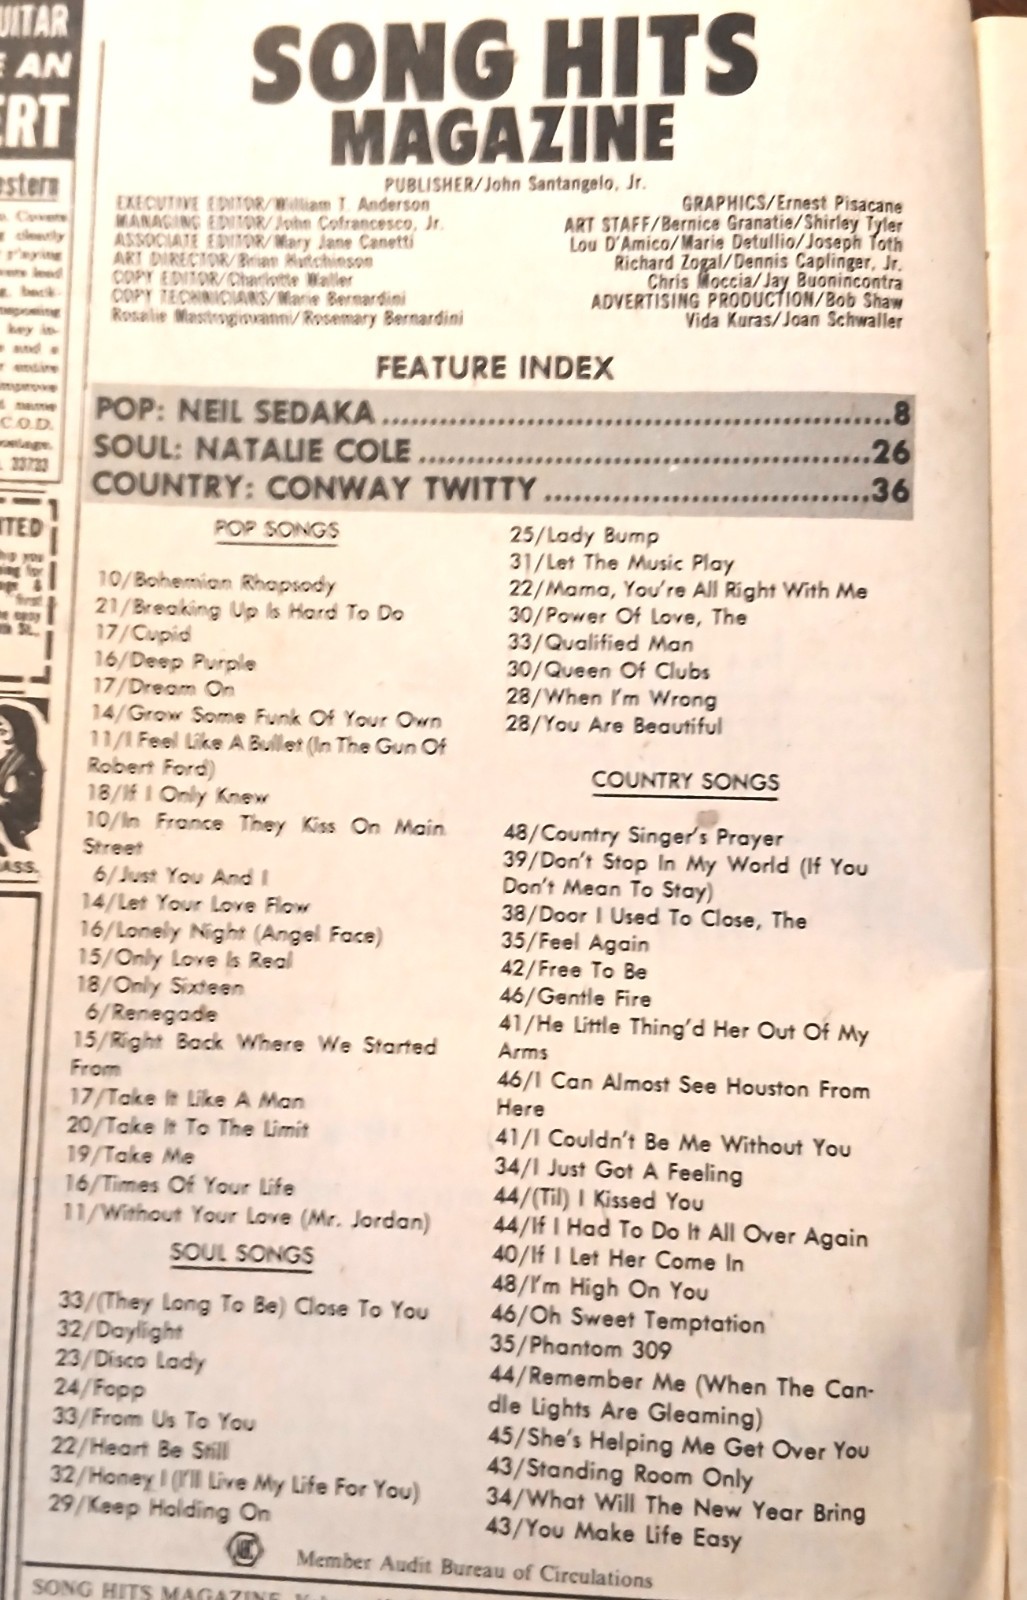 UITAR
E AN
ERT
estern
C.O.D.
33733
ITED
ASS.
SONG HITS
MAGAZINE
PUBLISHER/John Santangelo, Jr.
EXECUTIVE EDITOR/William T. Anderson
MANAGING EDITOR/John Cofrancesco, Jr.
ASSOCIATE EDITOR/Mary Jane Canetti
ART DIRECTOR/Brian Hutchinson
COPY EDITOR/Charlotte Waller
COPY TECHNICIANS/Marie Bernardini
Rosalie Mastrogiovanni/Rosemary Bernardini
GRAPHICS/Ernest Pisacane
ART STAFF/Bernice Granatie/Shirley Tyler
Lou D'Amico/Marie Detullio/Joseph Toth
Richard Zogal/Dennis Caplinger, Jr.
Chris Moccia/Jay Buonincontra
ADVERTISING PRODUCTION/Bob Shaw
Vida Kuras/Joan Schwaller
FEATURE INDEX
POP: NEIL SEDAKA..........8
SOUL: NATALIE COLE..........26
COUNTRY: CONWAY TWITTY..........36
POP SONGS
10/Bohemian Rhapsody
21/Breaking Up Is Hard To Do
17/Cupid
16/Deep Purple
17/Dream On
14/Grow Some Funk Of Your Own
11/I Feel Like A Bullet (In The Gun Of
Robert Ford)
18/If I Only Knew
10/In France They Kiss On Main
Street
6/Just You And I
14/Let Your Love Flow
16/Lonely Night (Angel Face)
15/Only Love Is Real
18/Only Sixteen
6/Renegade
15/Right Back Where We Started
From
17/Take It Like A Man
20/Take It To The Limit
19/Take Me
16/Times Of Your Life
11/Without Your Love (Mr. Jordan)
SOUL SONGS
33/(They Long To Be) Close To You
32/Daylight
23/Disco Lady
24/Fopp
33/From Us To You
22/Heart Be Still
32/Honey I (I'll Live My Life For You)
29/Keep Holding On
25/Lady Bump
31/Let The Music Play
22/Mama, You're All Right With Me
30/Power Of Love, The
33/Qualified Man
30/Queen Of Clubs
28/When I'm Wrong
28/You Are Beautiful
COUNTRY SONGS
48/Country Singer's Prayer
39/Don't Stop In My World (If You
Don't Mean To Stay)
38/Door I Used To Close, The
35/Feel Again
42/Free To Be
46/Gentle Fire
41/He Little Thing'd Her Out Of My
Arms
46/I Can Almost See Houston From
Here
41/I Couldn't Be Me Without You
34/I Just Got A Feeling
44/(Til) I Kissed You
44/If I Had To Do It All Over Again
40/If I Let Her Come In
48/I'm High On You
46/Oh Sweet Temptation
35/Phantom 309
44/Remember Me (When The Can-
dle Lights Are Gleaming)
45/She's Helping Me Get Over You
43/Standing Room Only
34/What Will The New Year Bring
43/You Make Life Easy
Member Audit Bureau of Circulations
SONG HITS MAGAZINE,